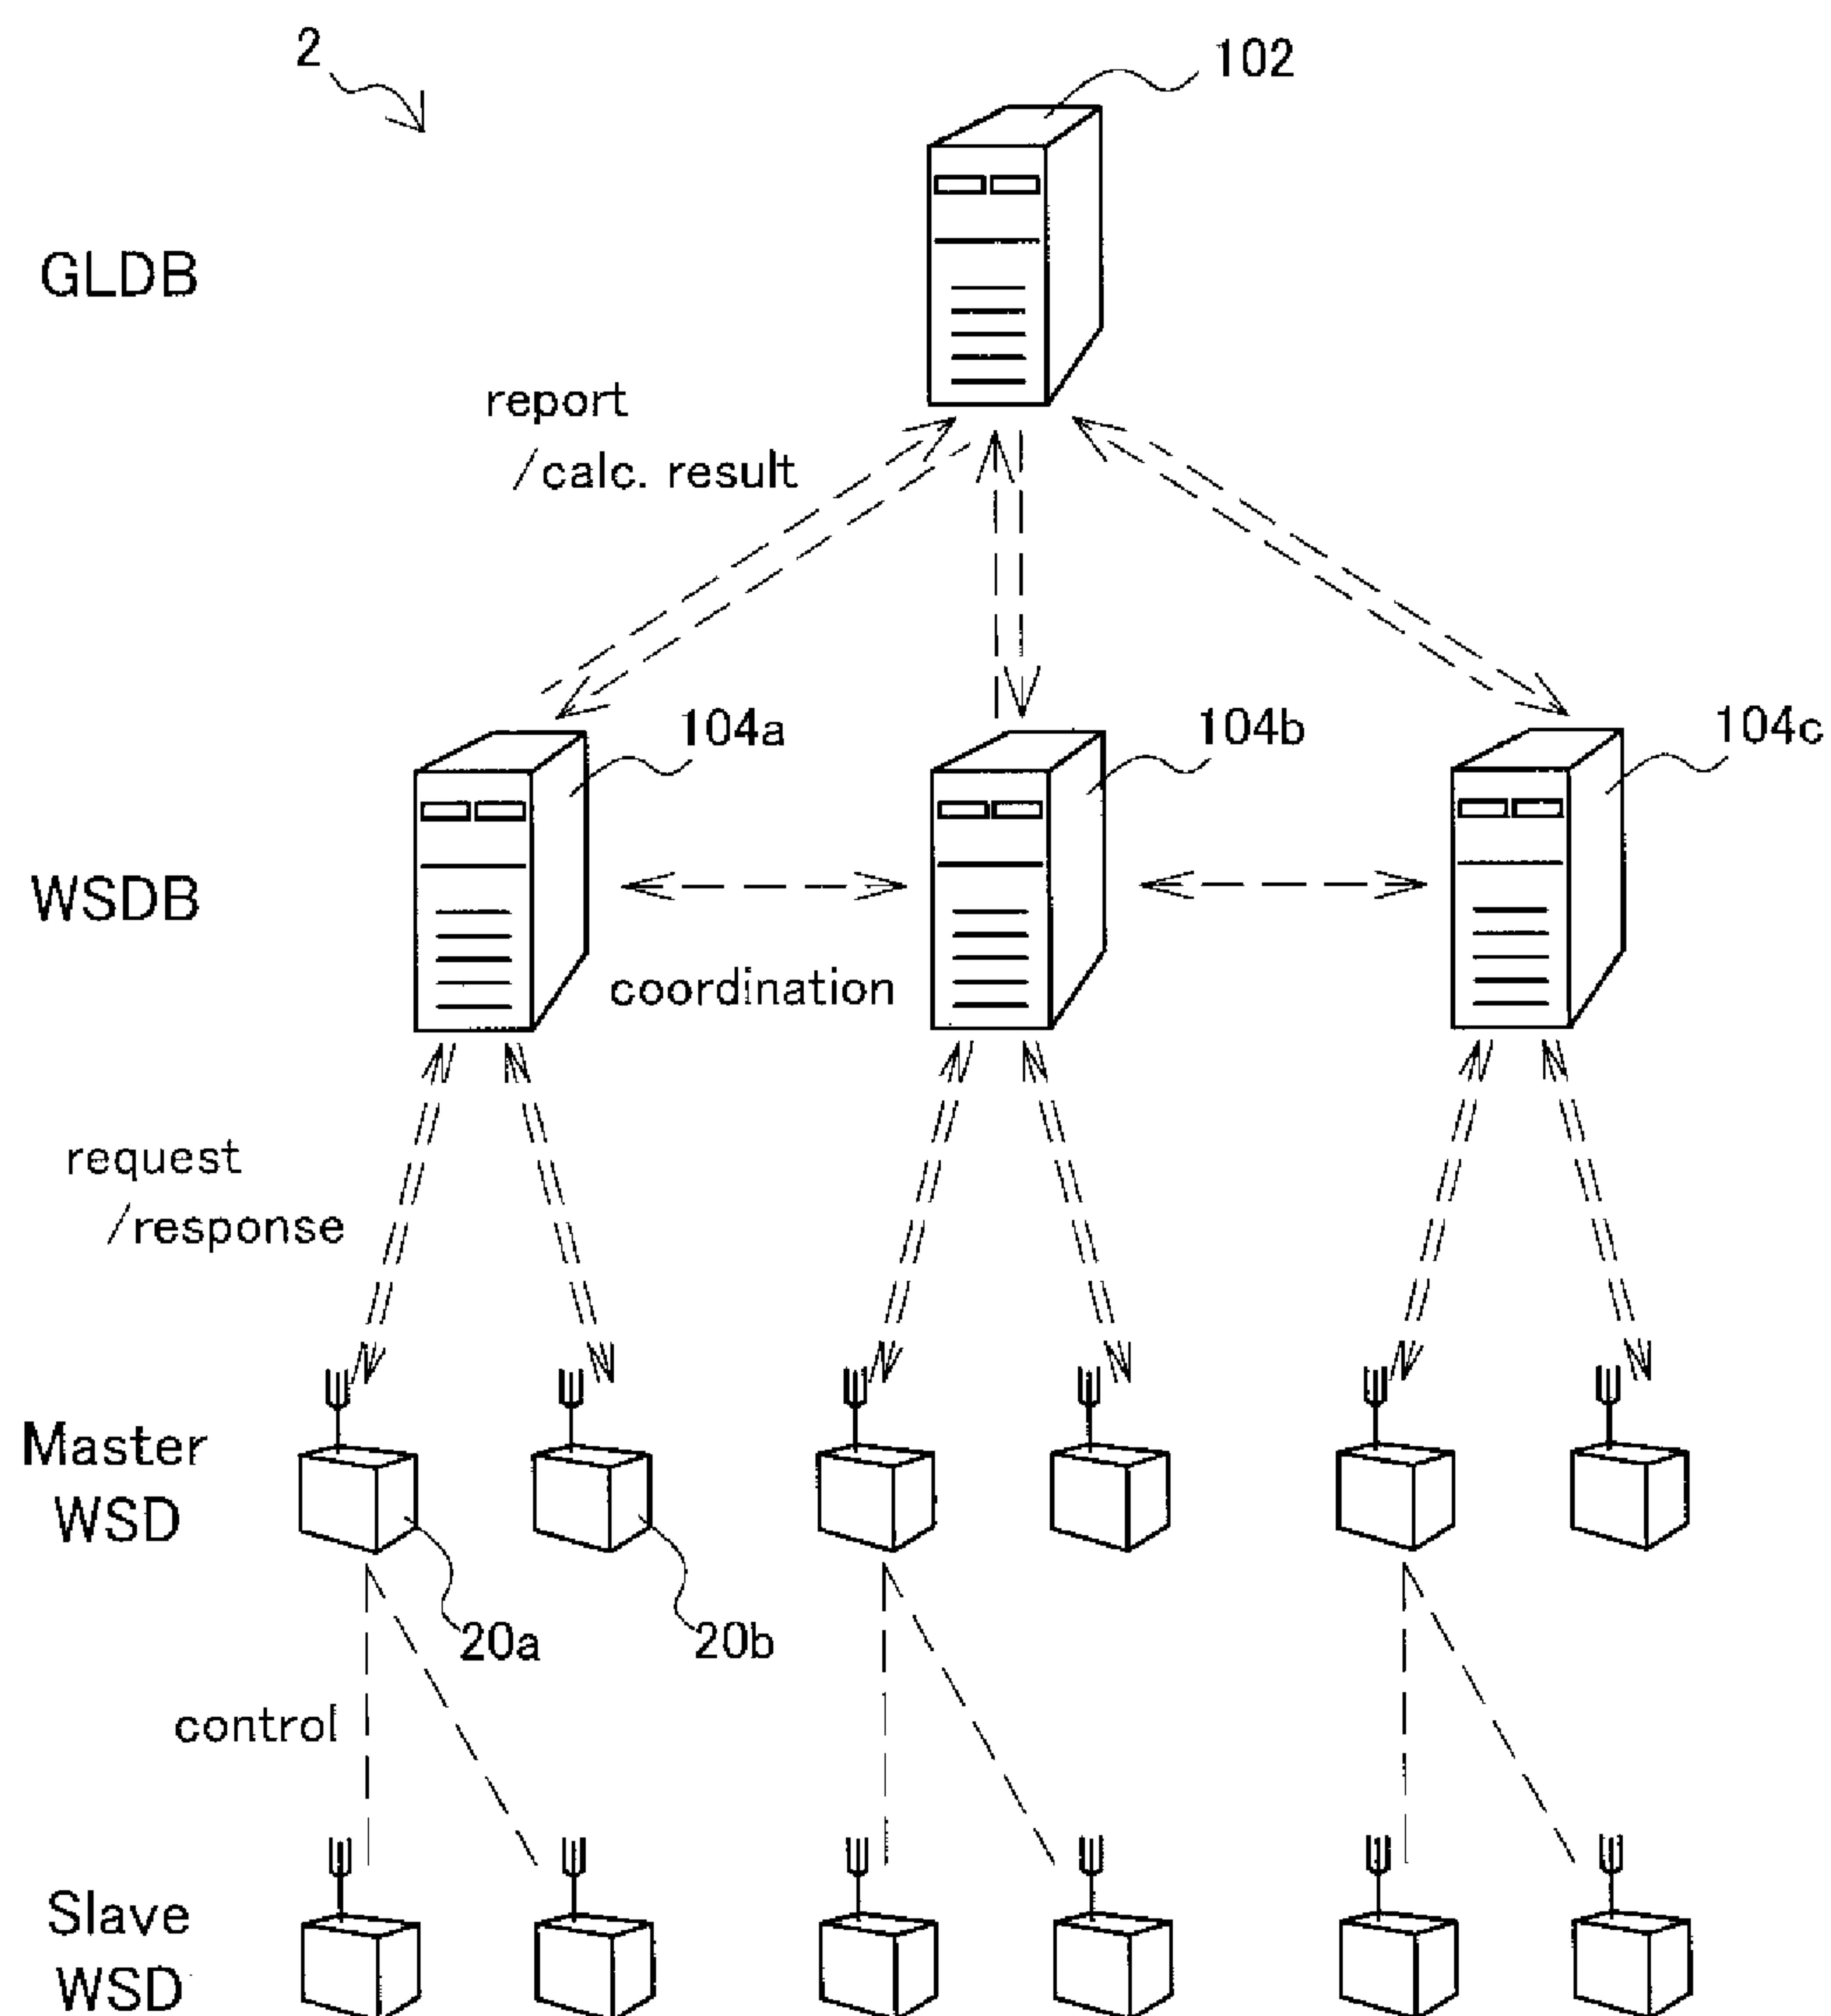 2
102
GLDB
report
/calc. result
104a
104b
104c
WSDB
coordination
request
/response
Master
WSD
20a
20b
control
Slave
WSD